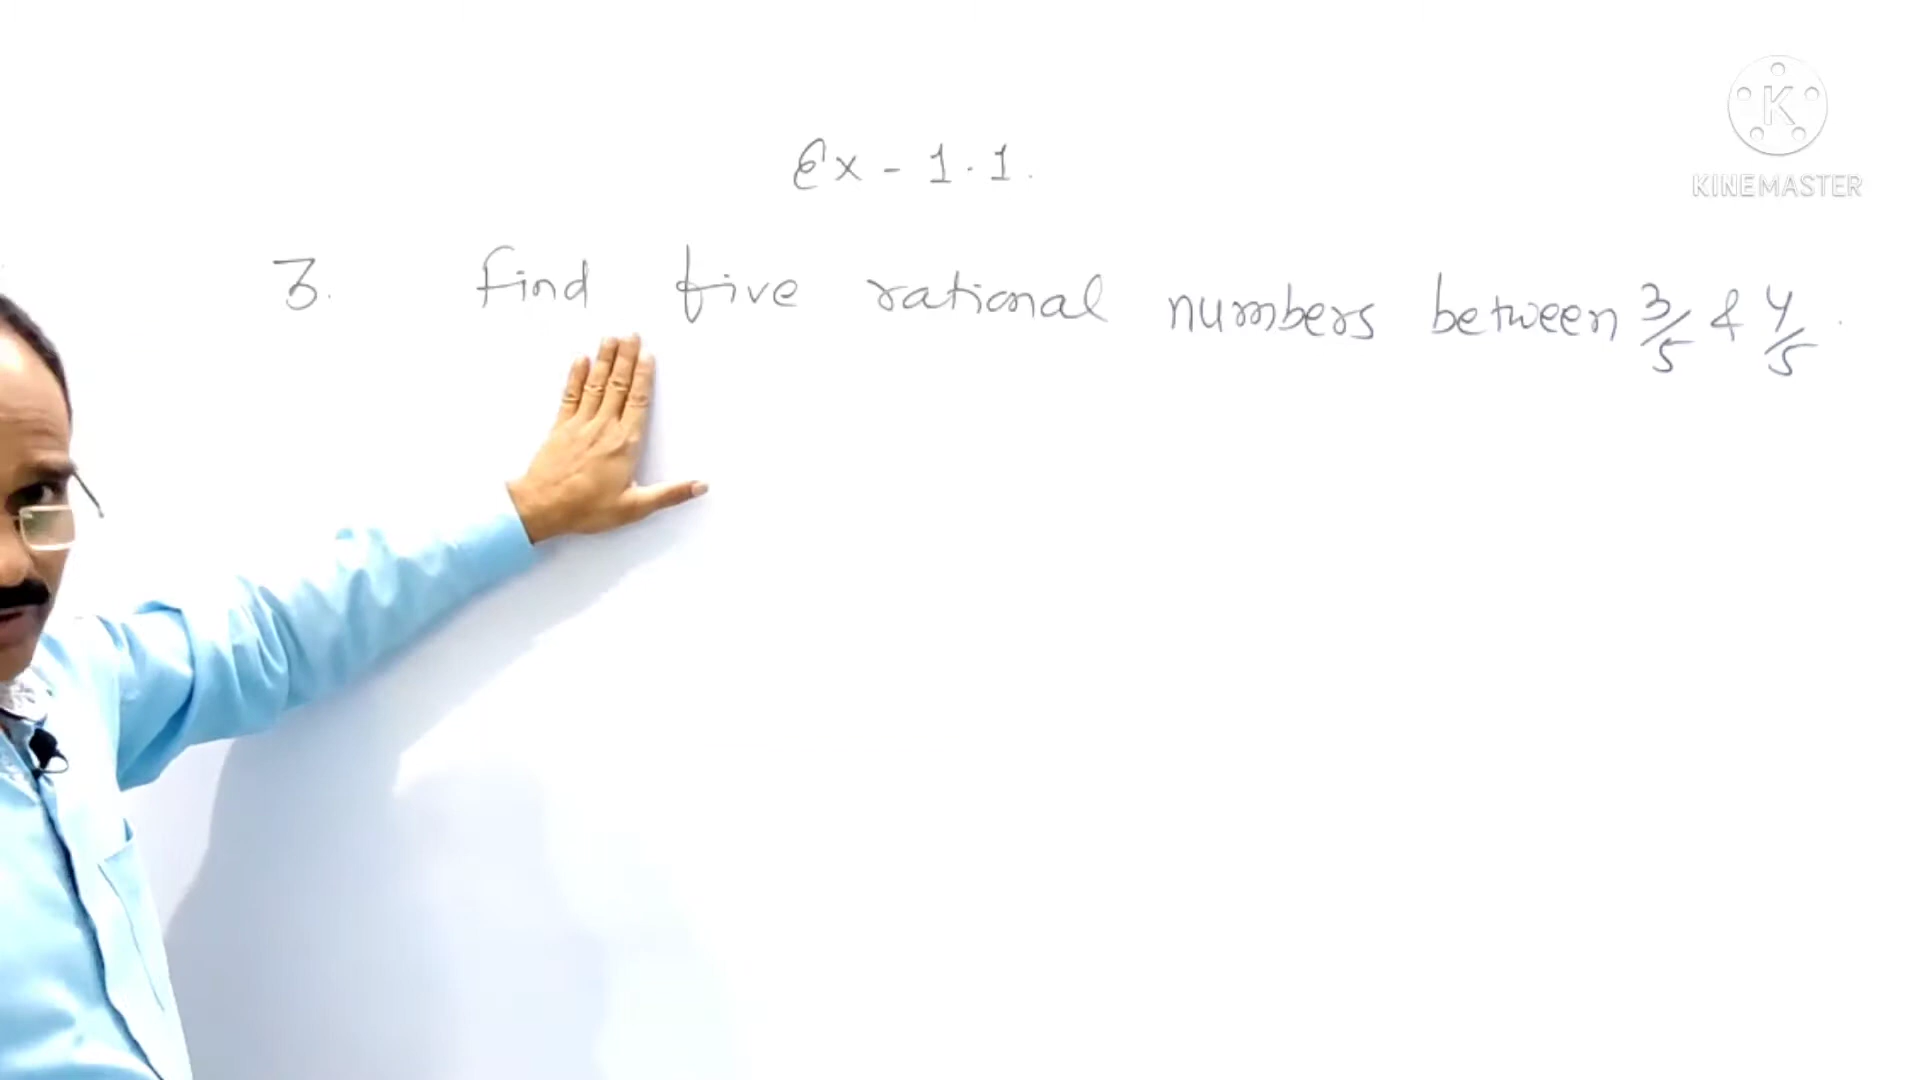 K
KINEMASTER
Ex - 1.1.
3. Find five rational numbers between 3/5 & 4/5.